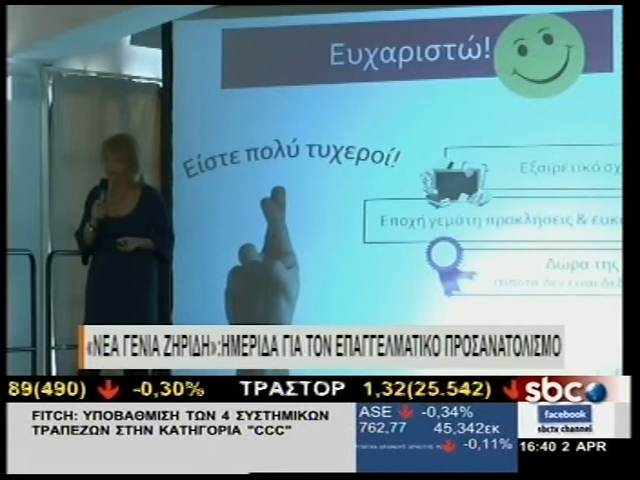 Ευχαριστώ!
Είστε πολύ τυχεροί!
Εξαιρετικό σχ
Εποχή γεμάτη προκλήσεις & ευκ
Δώρα της
«ΝΕΑ ΓΕΝΙΑ ΖΗΡΙΔΗ»:ΗΜΕΡΙΔΑ ΓΙΑ ΤΟΝ ΕΠΑΓΓΕΛΜΑΤΙΚΟ ΠΡΟΣΑΝΑΤΟΛΙΣΜΟ
89(490) -0,30% ΤΡΑΣΤΟΡ 1,32(25.542) sbc
FITCH: ΥΠΟΒΑΘΜΙΣΗ ΤΩΝ 4 ΣΥΣΤΗΜΙΚΩΝ
ΤΡΑΠΕΖΩΝ ΣΤΗΝ ΚΑΤΗΓΟΡΙΑ "CCC"
ASE -0,34%
762,77 45,342εκ
-0,11%
facebook
sbctv channel
16:40 2 APR